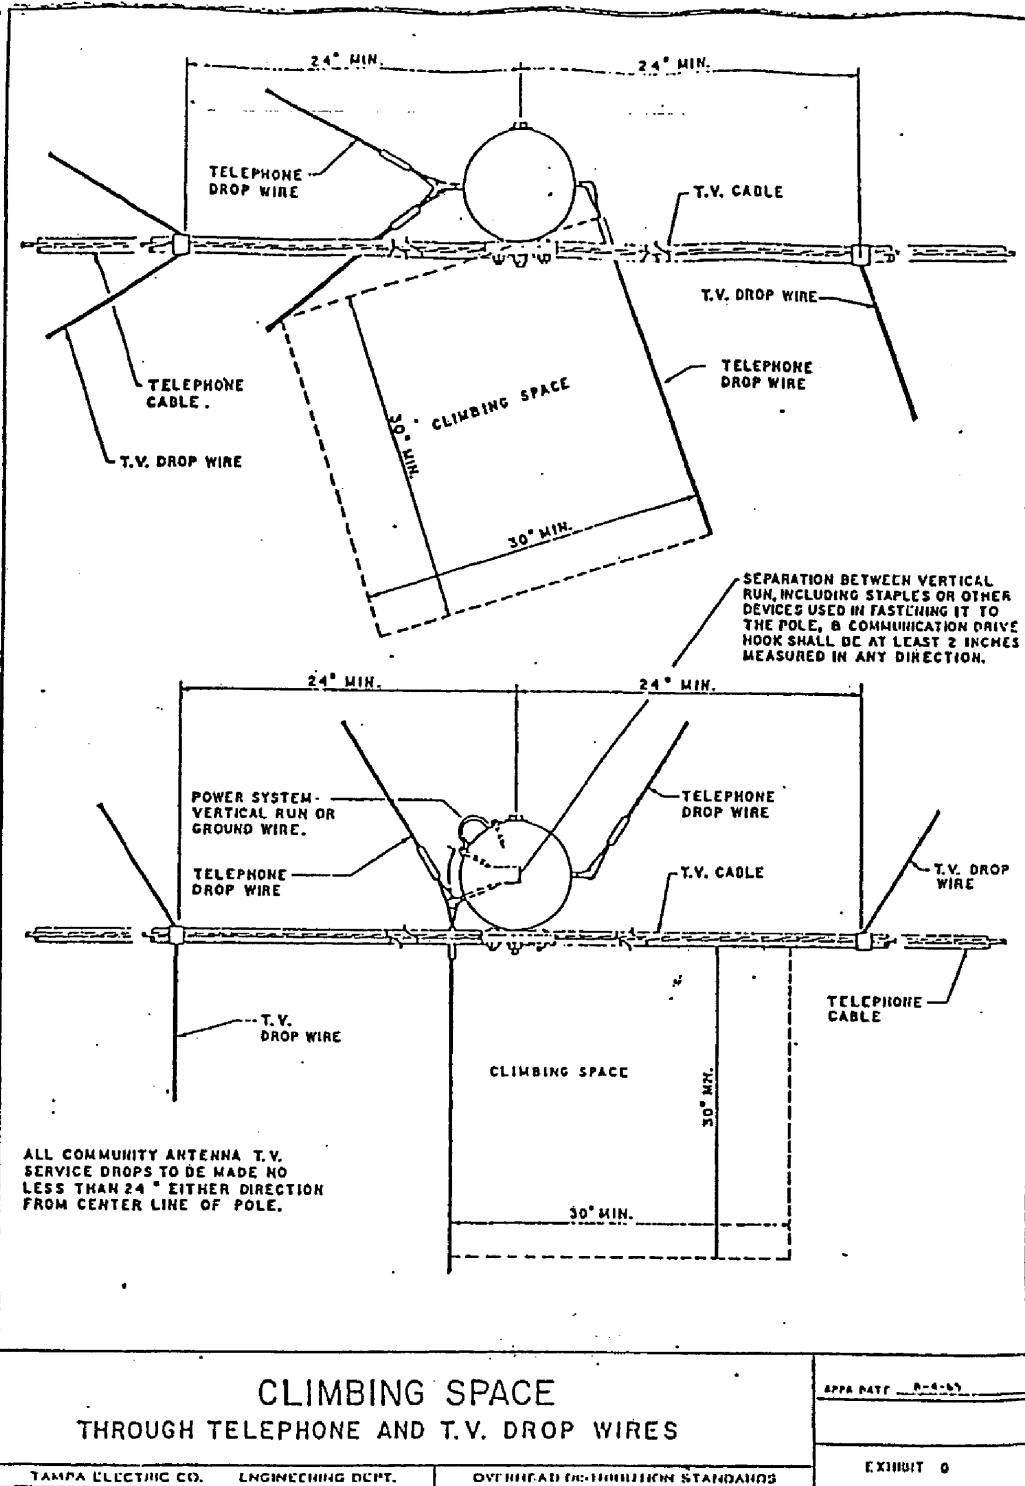 24" MIN.
24" MIN.
TELEPHONE
DROP WIRE
T.V. CABLE
T.V. DROP WIRE
TELEPHONE
DROP WIRE
TELEPHONE
CABLE.
T.V. DROP WIRE
CLIMBING SPACE
30" MIN.
30" MIN.
SEPARATION BETWEEN VERTICAL
RUN, INCLUDING STAPLES OR OTHER
DEVICES USED IN FASTENING IT TO
THE POLE, & COMMUNICATION DRIVE
HOOK SHALL BE AT LEAST 2 INCHES
MEASURED IN ANY DIRECTION.
24" MIN.
24" MIN.
POWER SYSTEM-
VERTICAL RUN OR
GROUND WIRE.
TELEPHONE
DROP WIRE
TELEPHONE
DROP WIRE
T.V. CABLE
T.V. DROP
WIRE
TELEPHONE
CABLE
T.V.
DROP WIRE
CLIMBING SPACE
30" MIN.
30" MIN.
ALL COMMUNITY ANTENNA T.V.
SERVICE DROPS TO BE MADE NO
LESS THAN 24" EITHER DIRECTION
FROM CENTER LINE OF POLE.
CLIMBING SPACE
THROUGH TELEPHONE AND T.V. DROP WIRES
TAMPA ELECTRIC CO. ENGINEERING DEPT.
OVERHEAD DISTRIBUTION STANDARDS
DATE
EXHIBIT